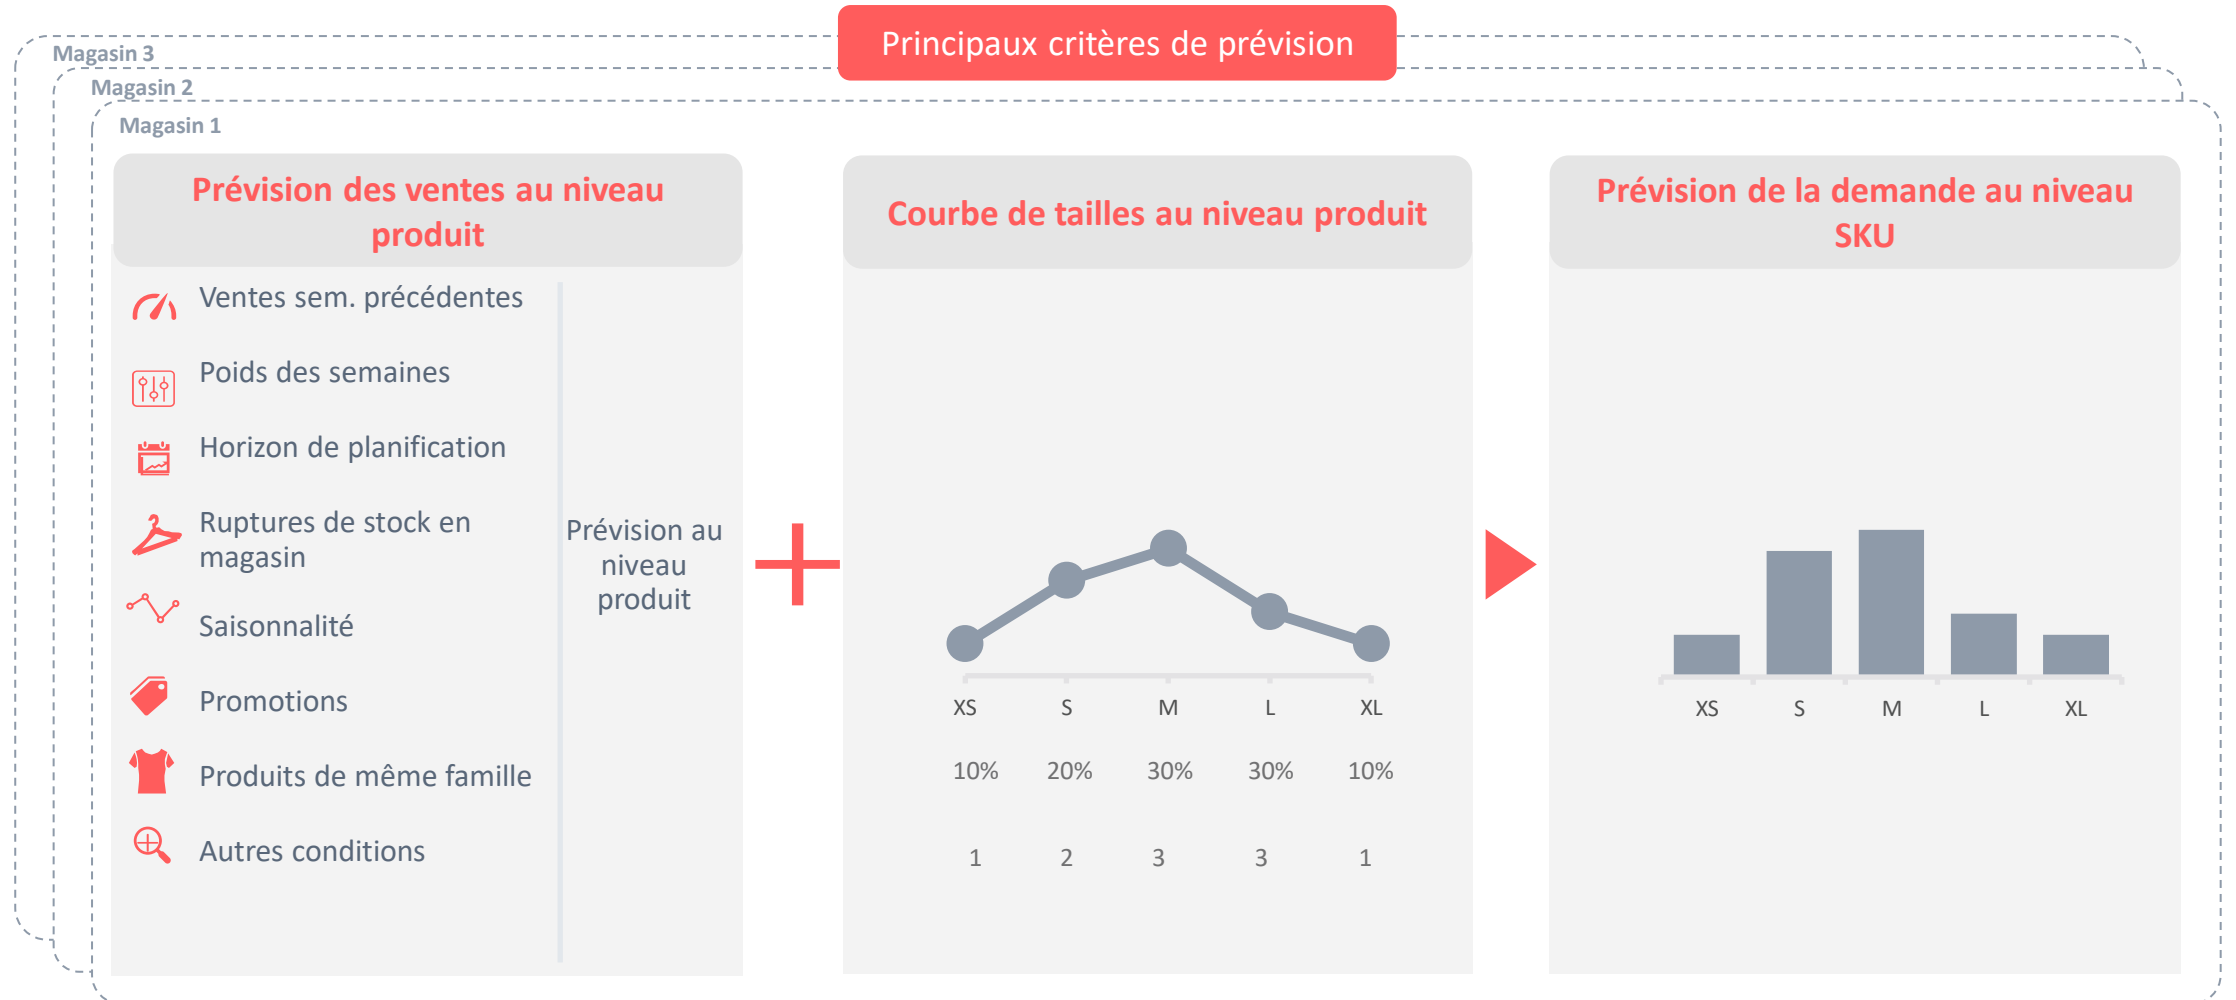 Principaux critères de prévision
Magasin 3
Magasin 2
Magasin 1
Prévision des ventes au niveau
produit
Ventes sem. précédentes
Poids des semaines
Horizon de planification
Ruptures de stock en
magasin
Saisonnalité
Promotions
Produits de même famille
Autres conditions
Prévision au
niveau
produit
Courbe de tailles au niveau produit
XS S M L XL
10% 20% 30% 30% 10%
1 2 3 3 1
Prévision de la demande au niveau
SKU
XS S M L XL